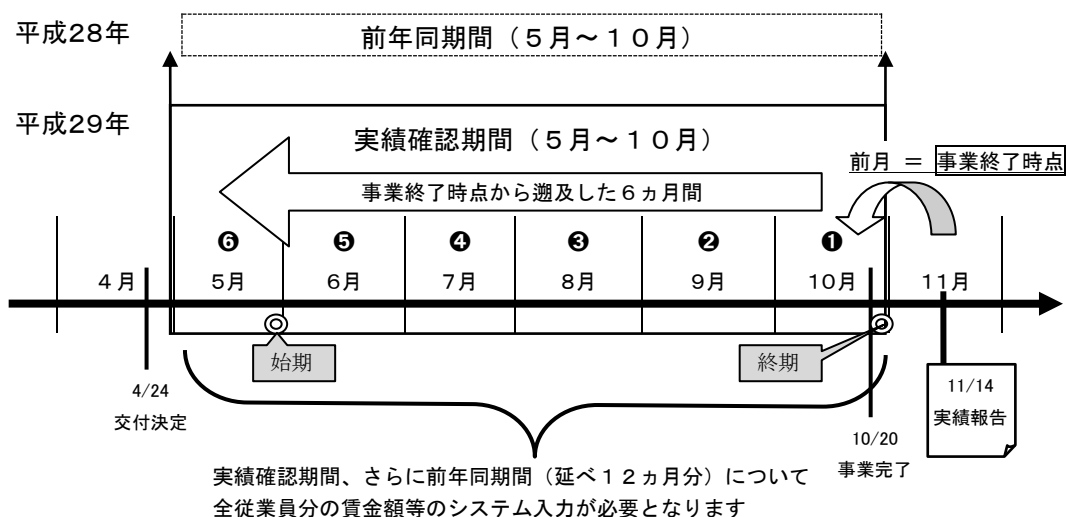 平成28年
前年同期間（５月～１０月）
平成29年
実績確認期間（５月～１０月）
前月 ＝ 事業終了時点
事業終了時点から遡及した６ヵ月間
❻ ❺ ❹ ❸ ❷ ❶
４月 ５月 ６月 ７月 ８月 ９月 10月 11月
始期 終期
4/24
交付決定
11/14
実績報告
10/20
事業完了
実績確認期間、さらに前年同期間（延べ１２ヵ月分）について
全従業員分の賃金額等のシステム入力が必要となります